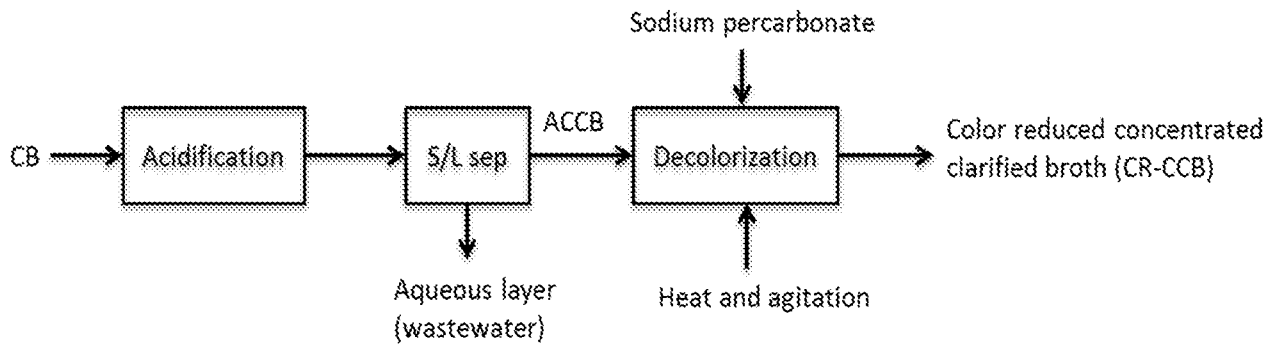 Sodium percarbonate
CB
Acidification
S/L sep
ACCB
Decolorization
Color reduced concentrated
clarified broth (CR-CCB)
Aqueous layer
(wastewater)
Heat and agitation